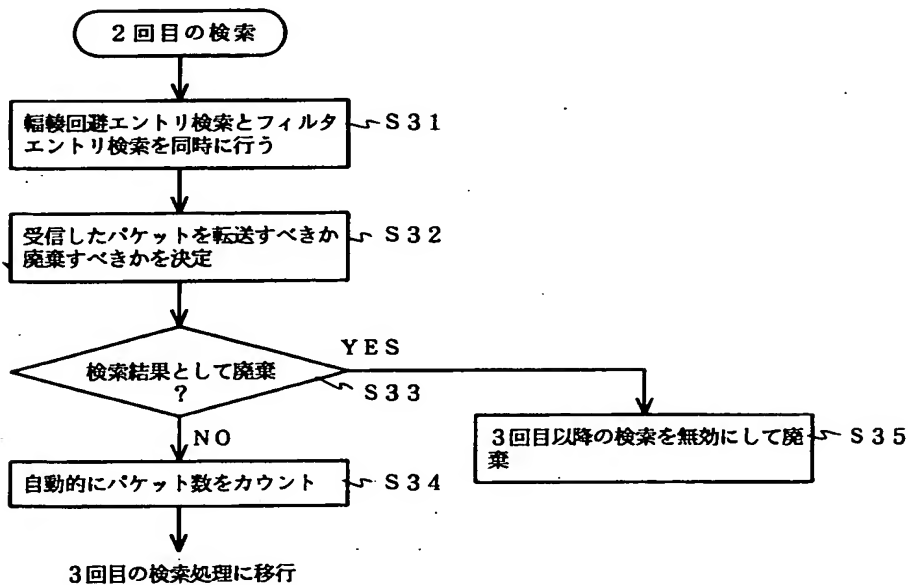 2回目の検索
輻輳回避エントリ検索とフィルタ
エントリ検索を同時に行う
S31
受信したパケットを転送すべきか
廃棄すべきかを決定
S32
検索結果として廃棄
?
S33
YES
NO
3回目以降の検索を無効にして廃
棄
S35
自動的にパケット数をカウント
S34
3回目の検索処理に移行